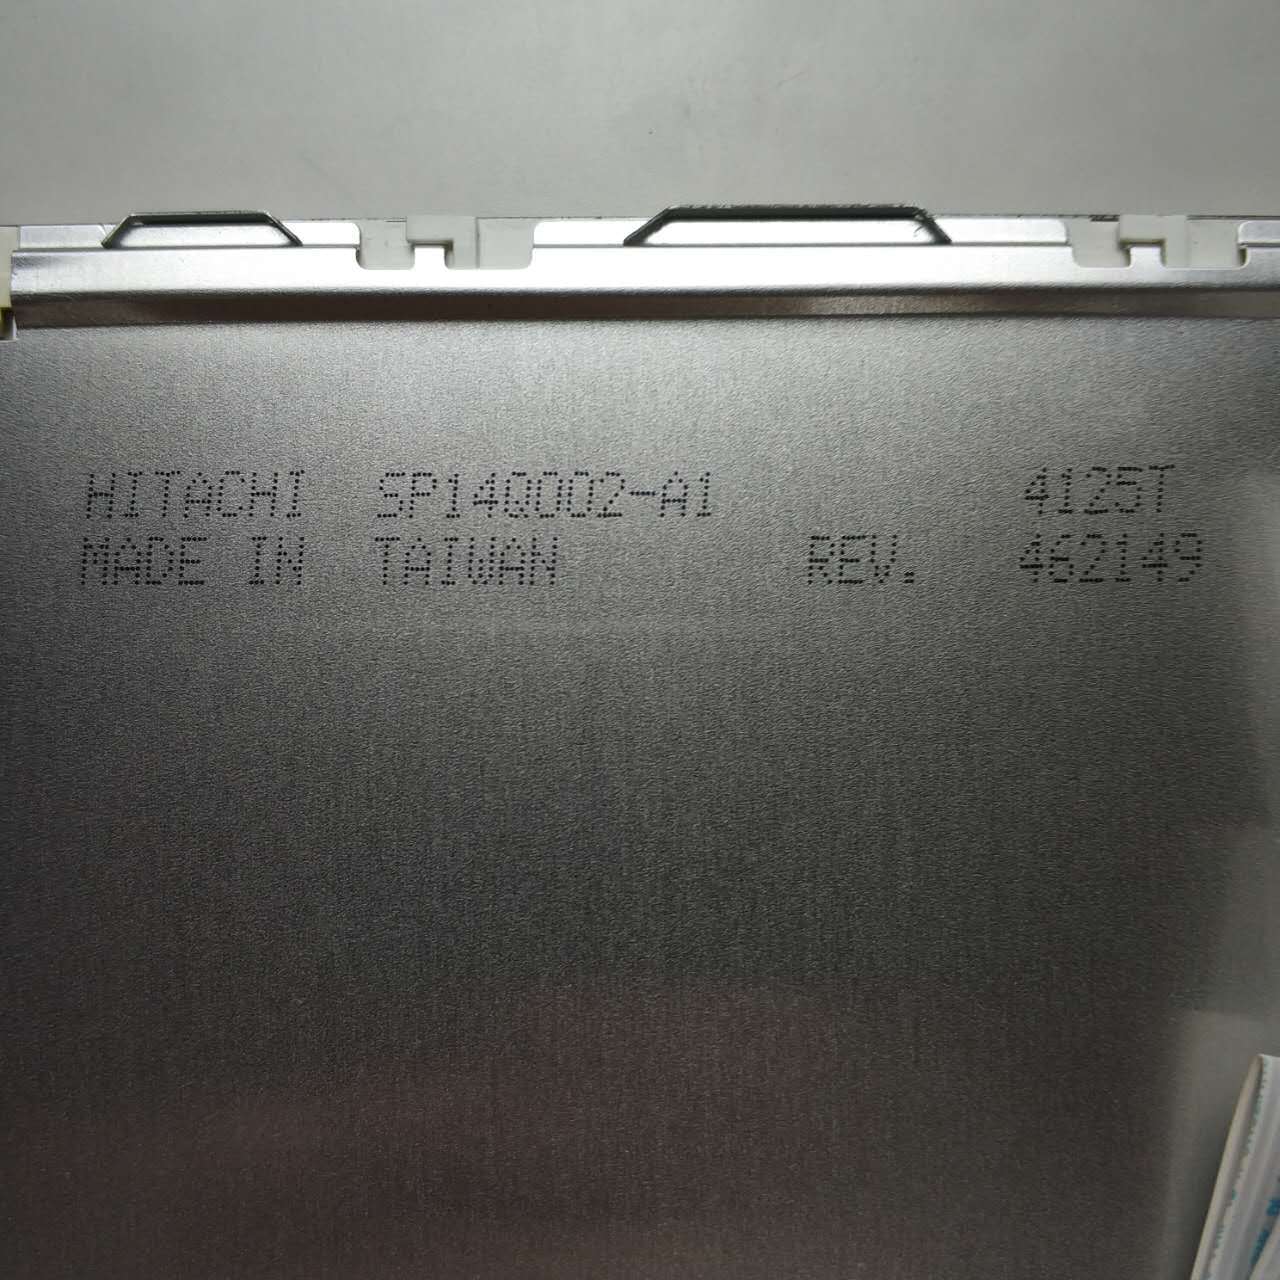 HITACHI SP14Q002-A1 4125T
MADE IN TAIWAN REV. 462149